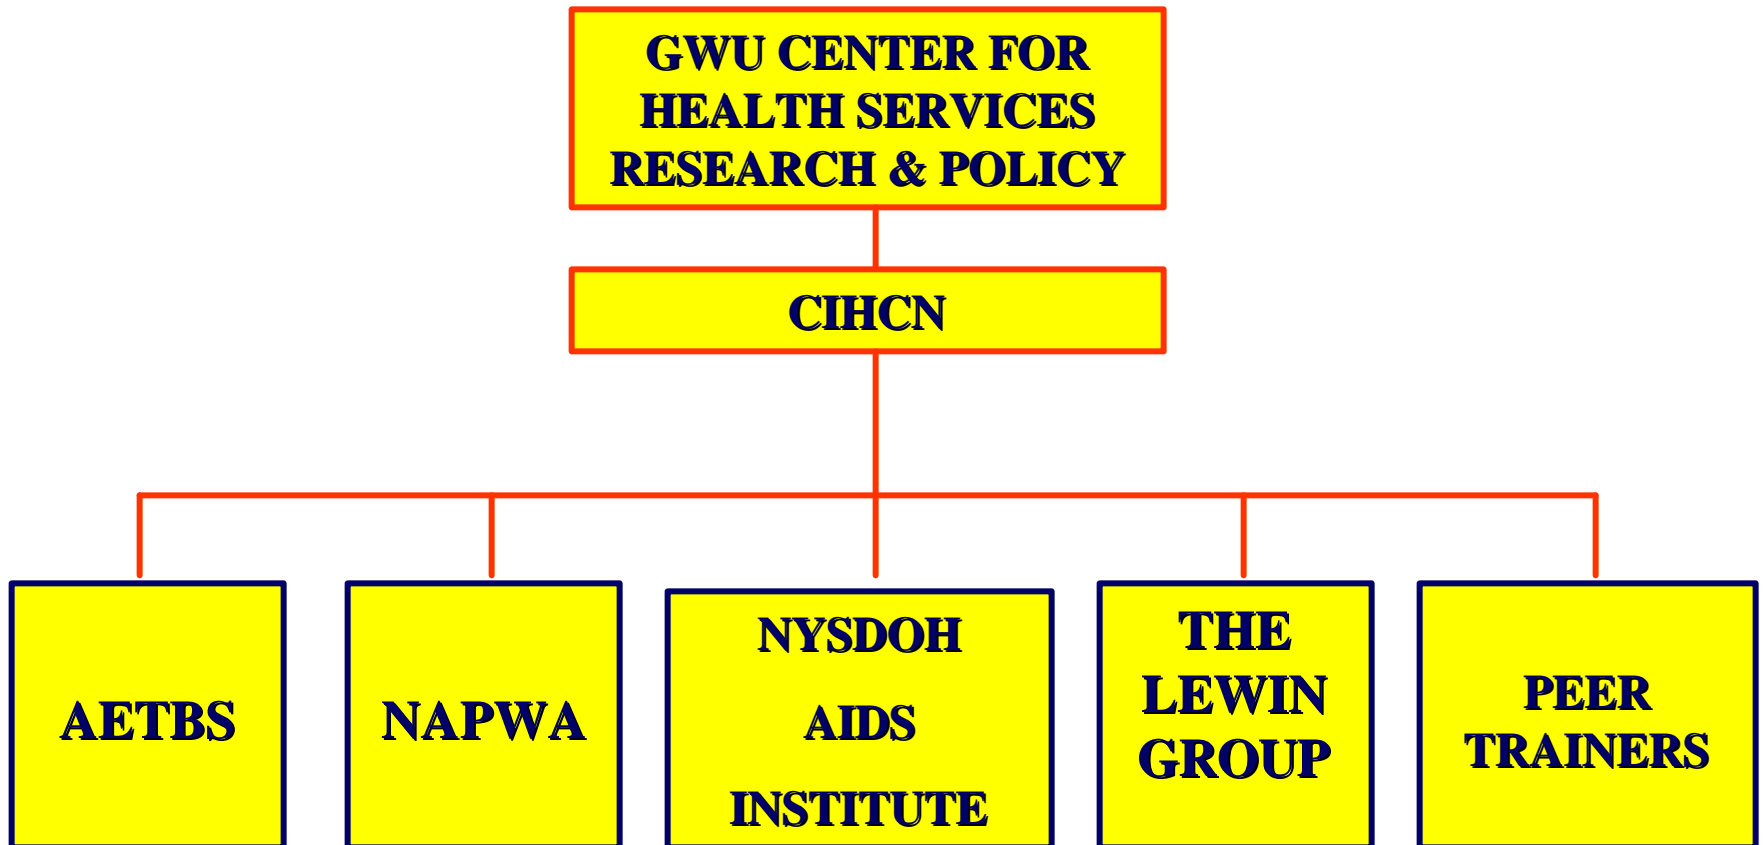 GWU CENTER FOR
HEALTH SERVICES
RESEARCH & POLICY
CIHCN
AETBS
NAPWA
NYSDOH
AIDS
INSTITUTE
THE
LEWIN
GROUP
PEER
TRAINERS